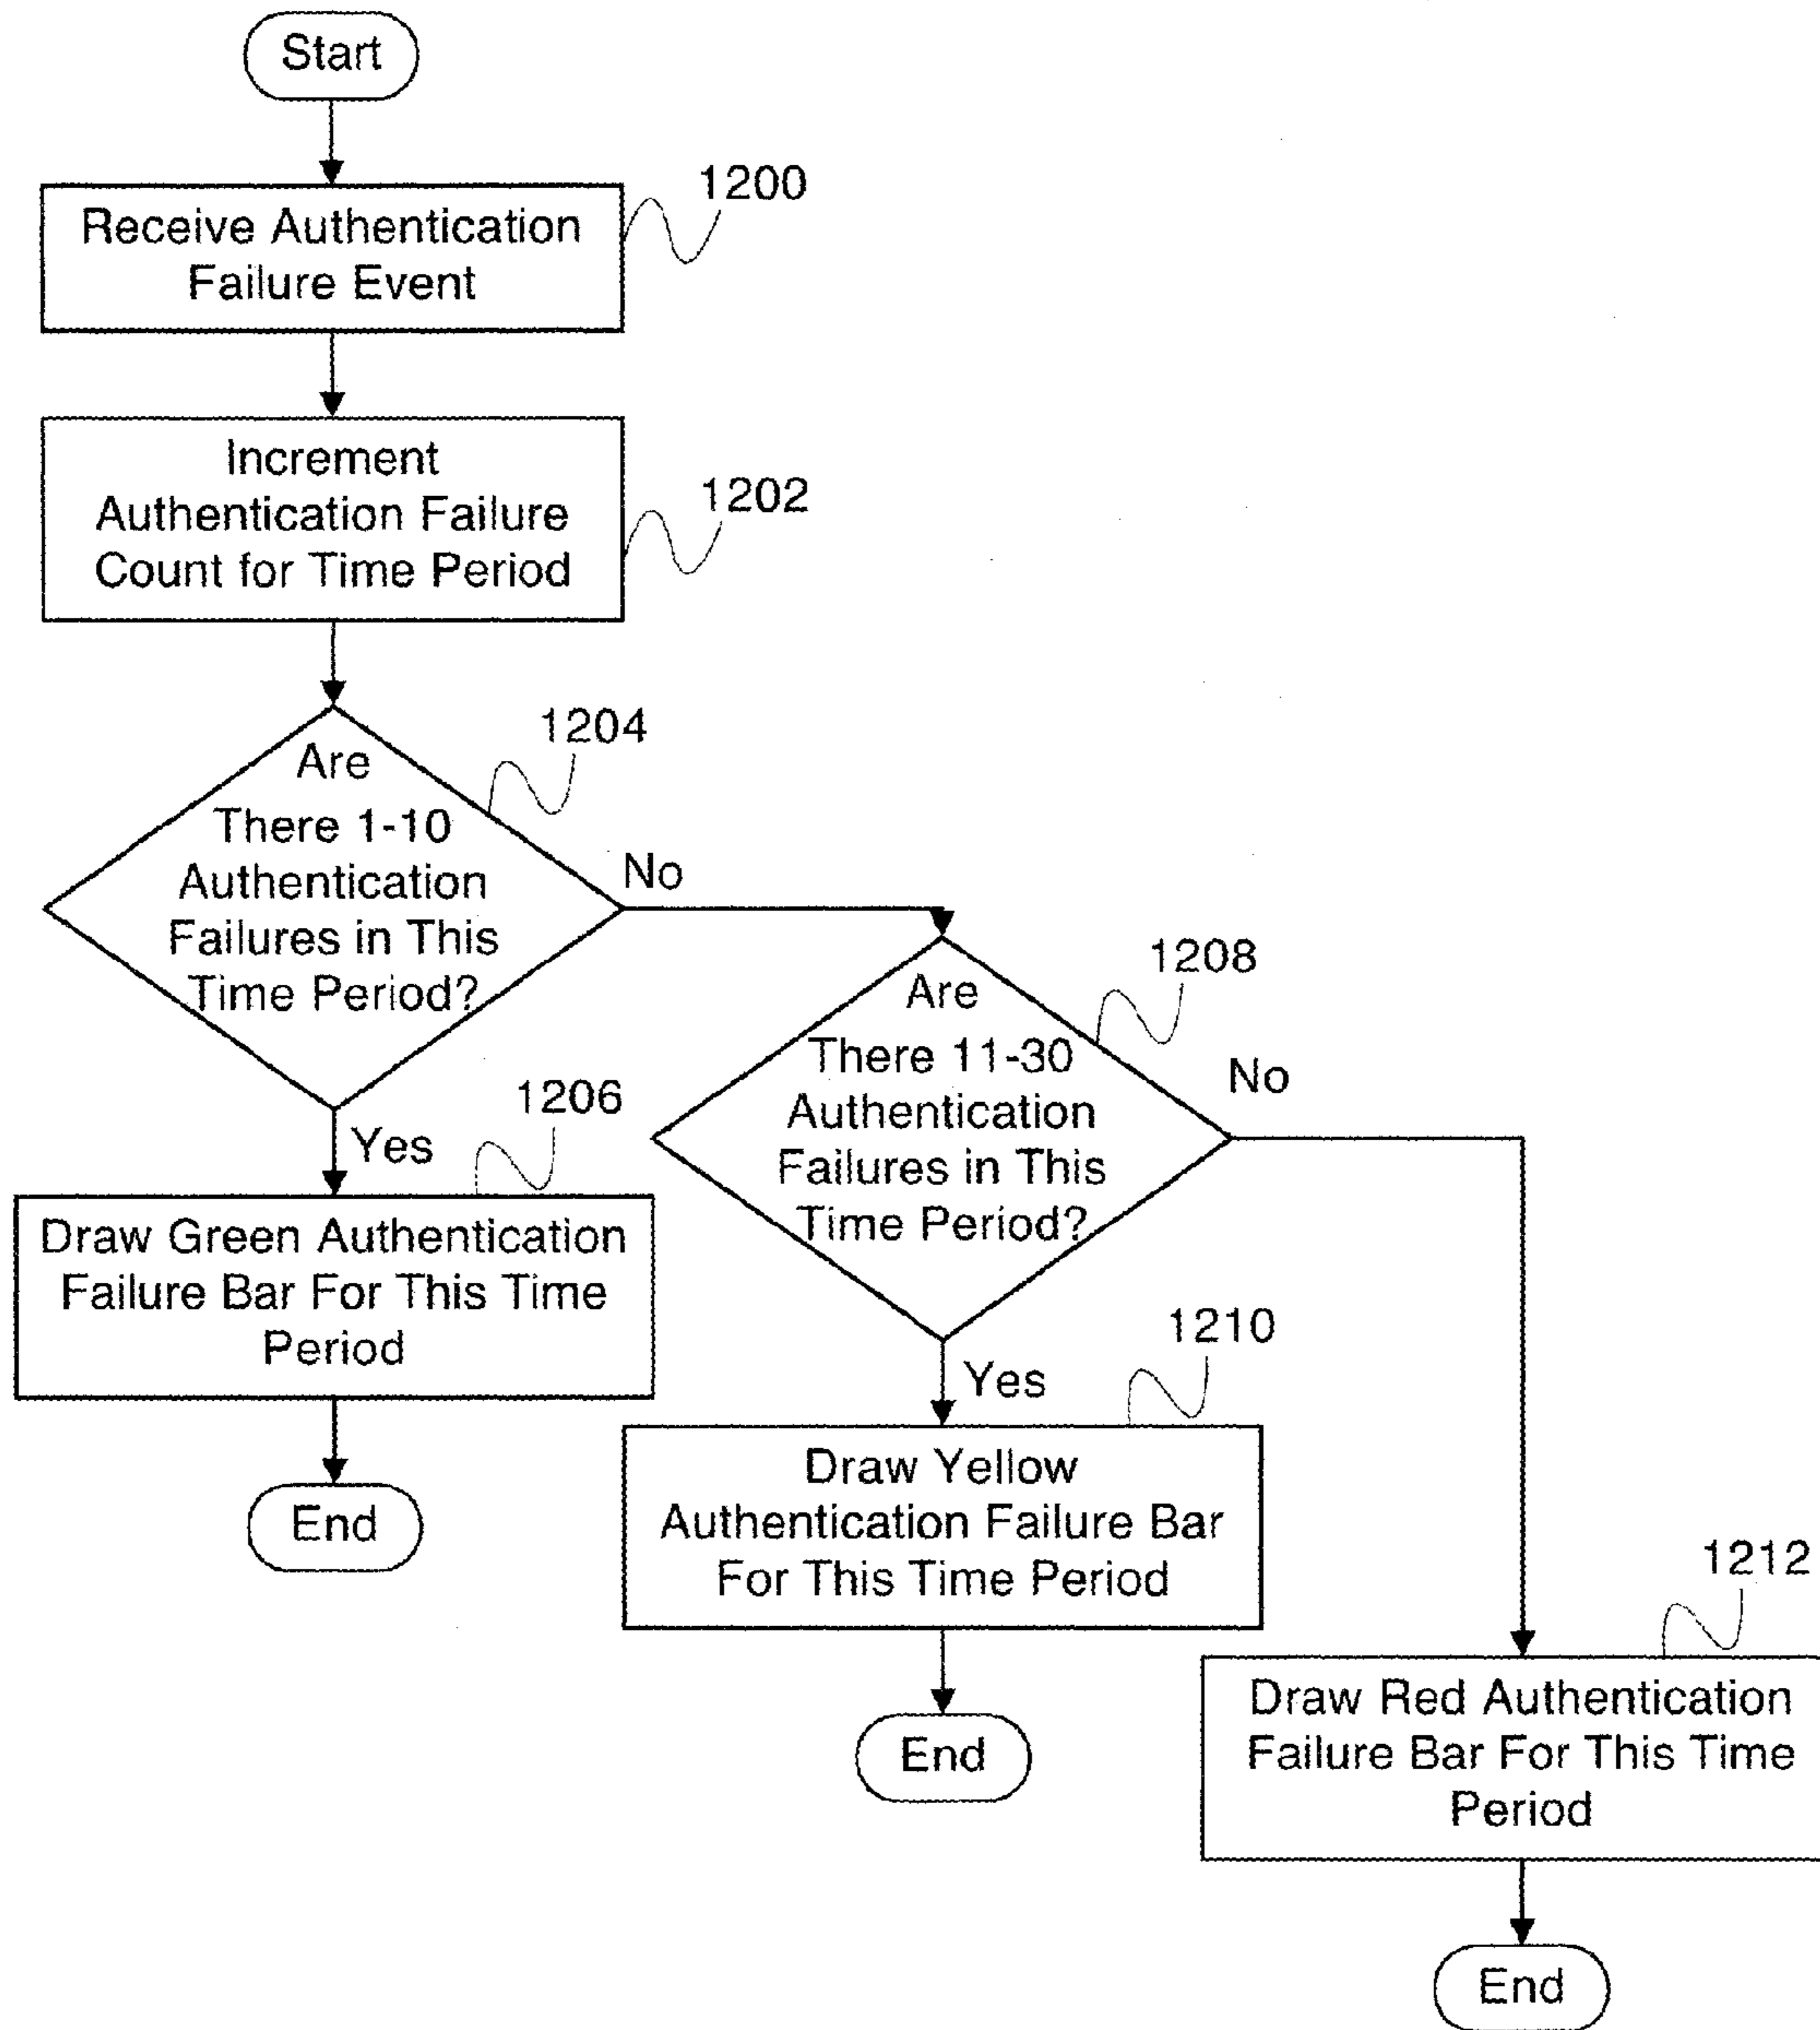 Start
1200
Receive Authentication
Failure Event
Increment
1202
Authentication Failure
Count for Time Period
1204
Are
There 1-10
Authentication
Failures in This
Time Period?
No
1208
Are
There 11-30
Authentication
Failures in This
Time Period?
No
1206
Yes
Draw Green Authentication
Failure Bar For This Time
Period
End
1210
Yes
Draw Yellow
Authentication Failure Bar
For This Time Period
End
1212
Draw Red Authentication
Failure Bar For This Time
Period
End